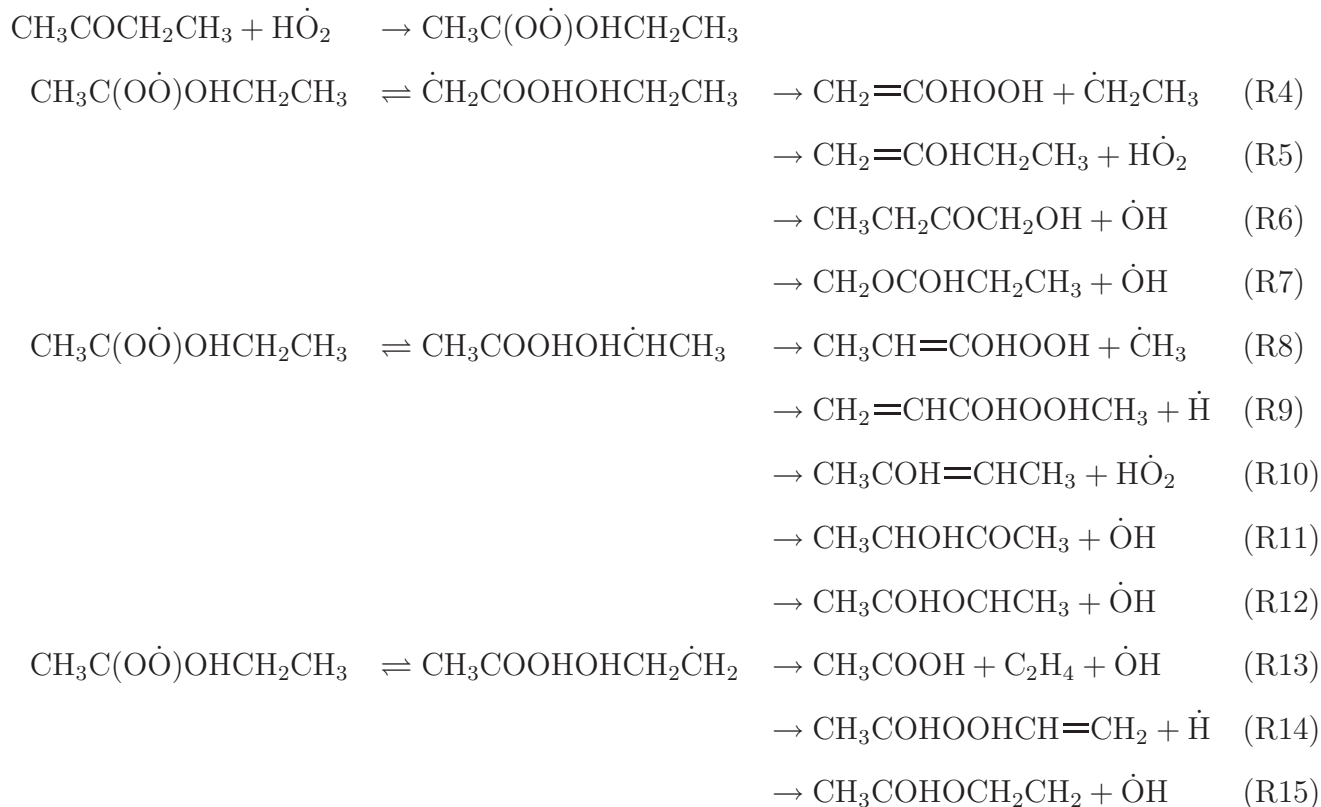 CH₃COCH₂CH₃ + HȮ₂ → CH₃C(OȮ)OHCH₂CH₃
CH₃C(OȮ)OHCH₂CH₃ ⇌ ĊH₂COOHOHCH₂CH₃ → CH₂=COHOOH + ĊH₂CH₃ (R4)
→ CH₂=COHCH₂CH₃ + HȮ₂ (R5)
→ CH₃CH₂COCH₂OH + ȮH (R6)
→ CH₂OCOHCH₂CH₃ + ȮH (R7)
CH₃C(OȮ)OHCH₂CH₃ ⇌ CH₃COOHOHĊHCH₃ → CH₃CH=COHOOH + ĊH₃ (R8)
→ CH₂=CHCOHOOHCH₃ + Ḣ (R9)
→ CH₃COH=CHCH₃ + HȮ₂ (R10)
→ CH₃CHOHCOCH₃ + ȮH (R11)
→ CH₃COHOCHCH₃ + ȮH (R12)
CH₃C(OȮ)OHCH₂CH₃ ⇌ CH₃COOHOHCH₂ĊH₂ → CH₃COOH + C₂H₄ + ȮH (R13)
→ CH₃COHOOHCH=CH₂ + Ḣ (R14)
→ CH₃COHOCH₂CH₂ + ȮH (R15)